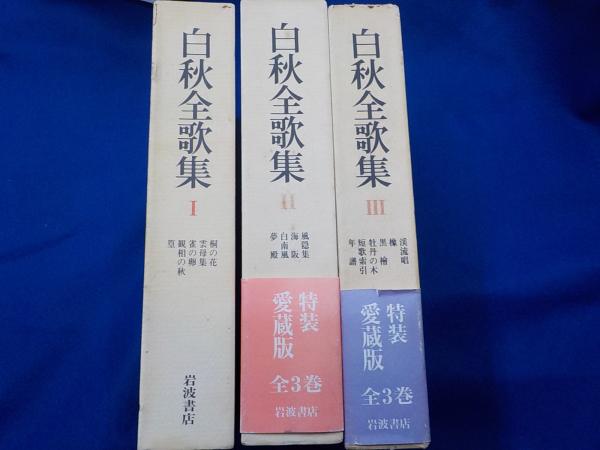 白秋全歌集
I
桐の花
雲母集
雀の卵
観相の秋
篁
岩波書店
白秋全歌集
II
風隠集
海阪
白南風
夢殿
特装
愛蔵版
全3巻
岩波書店
白秋全歌集
III
渓流唱
橡
黒檜
牡丹の木
短歌索引
年譜
特装
愛蔵版
全3巻
岩波書店